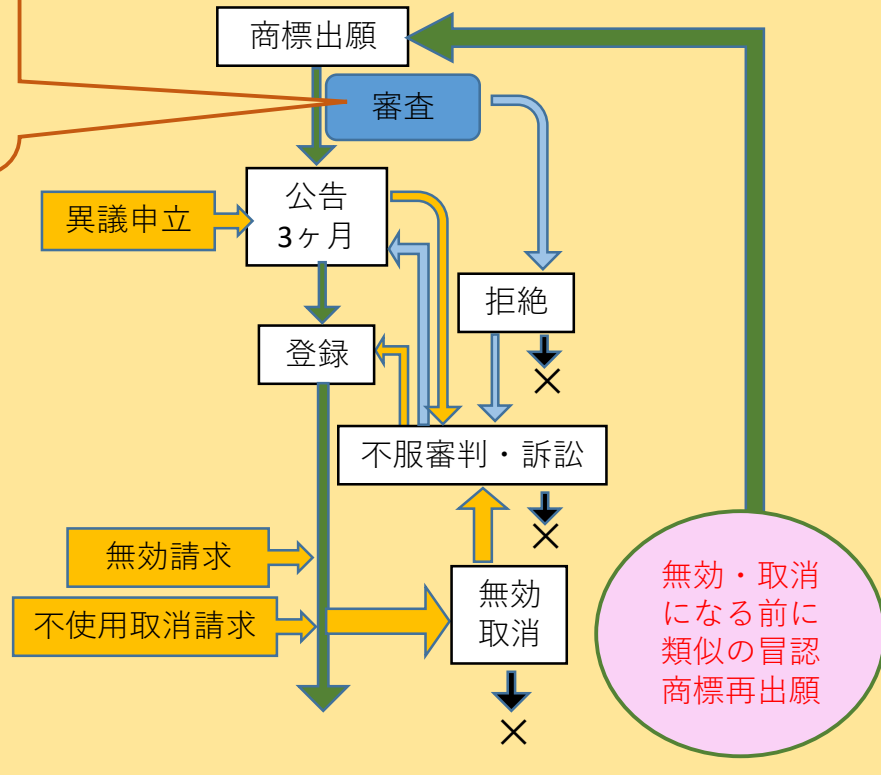 商標出願
審査
公告
3ヶ月
異議申立
拒絶
登録
×
不服審判・訴訟
×
無効請求
不使用取消請求
無効
取消
×
無効・取消
になる前に
類似の冒認
商標再出願